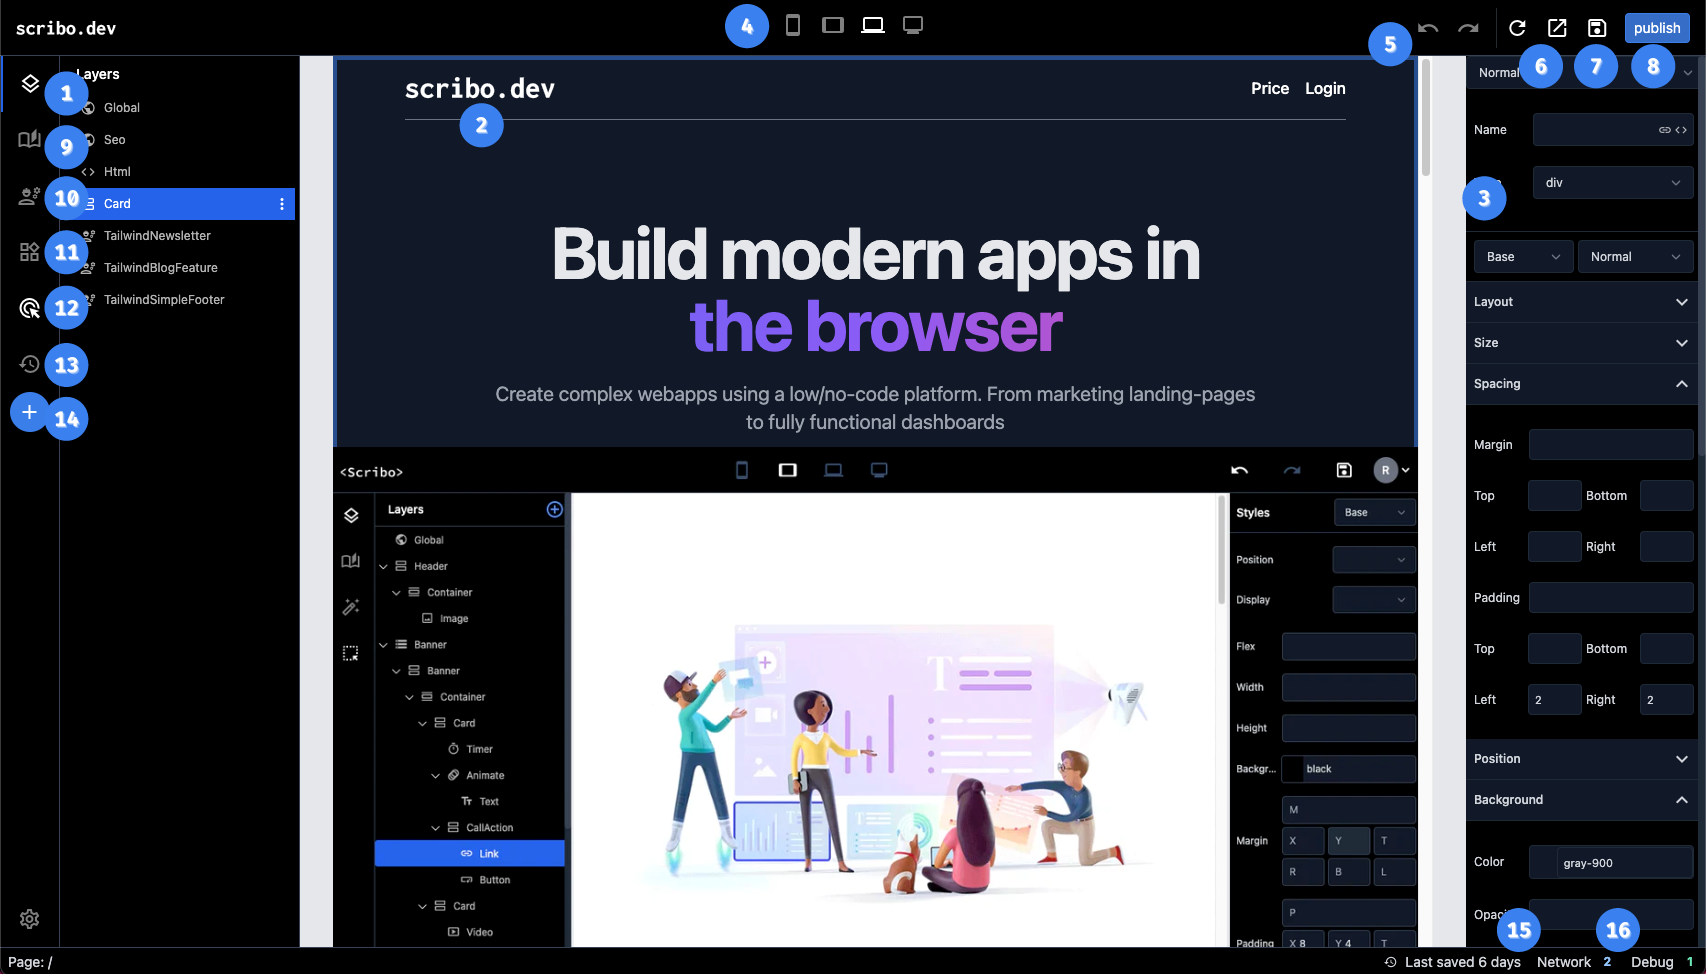 scribo.dev
4
5
publish
6
7
8
Layers
1
Global
9
Seo
Html
10
Card
11
TailwindNewsletter
TailwindBlogFeature
12
TailwindSimpleFooter
13
14
scribo.dev
Price Login
2
Build modern apps in
the browser
Create complex webapps using a low/no-code platform. From marketing landing-pages
to fully functional dashboards
<Scribo>
R
Layers
Global
Header
Container
Image
Banner
Banner
Container
Card
Timer
Animate
Text
CallAction
Link
Button
Card
Video
T
Styles Base
Position
Display
Flex
Width
Height
Backgr... black
M
Margin X Y T
R B L
P
Padding X 8 Y 4 T
Normal
Name
div
3
Base Normal
Layout
Size
Spacing
Margin
Top Bottom
Left Right
Padding
Top Bottom
Left 2 Right 2
Position
Background
Color gray-900
Opac
15
16
Page: /
Last saved 6 days Network 2 Debug 1